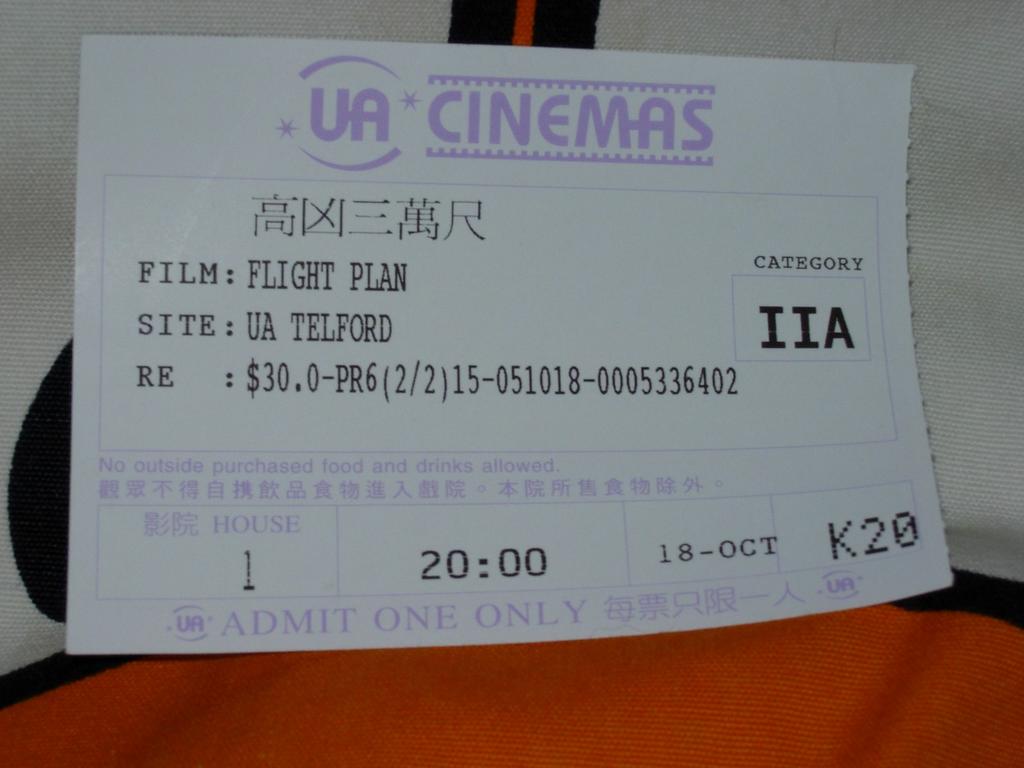 UA CINEMAS
高凶三萬尺
FILM: FLIGHT PLAN
CATEGORY
IIA
SITE: UA TELFORD
RE : $30.0-PR6(2/2)15-051018-0005336402
No outside purchased food and drinks allowed.
觀眾不得自携飲品食物進入戲院。本院所售食物除外。
影院 HOUSE
1
20:00
18-OCT
K20
UA ADMIT ONE ONLY 每票只限一人 UA